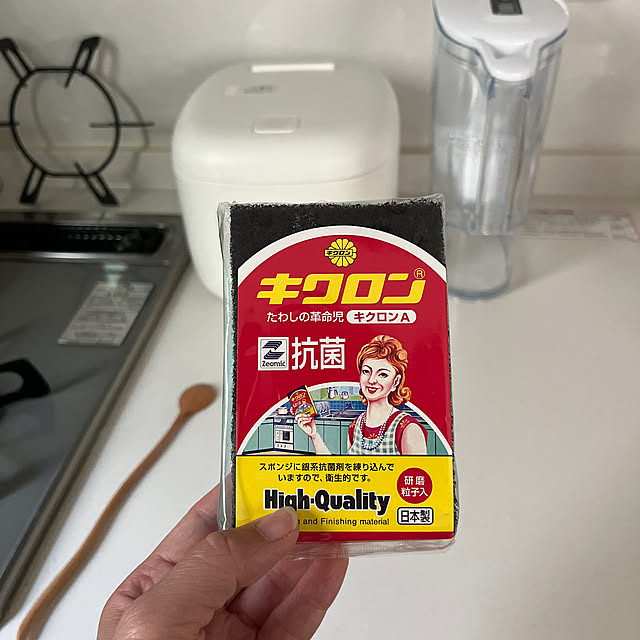 キクロン
キクロン®
たわしの革命児 キクロンA
Zeomic 抗菌
スポンジに銀系抗菌剤を練り込んで
いますので、衛生的です。
研磨
粒子入
High-Quality
and Finishing material
日本製